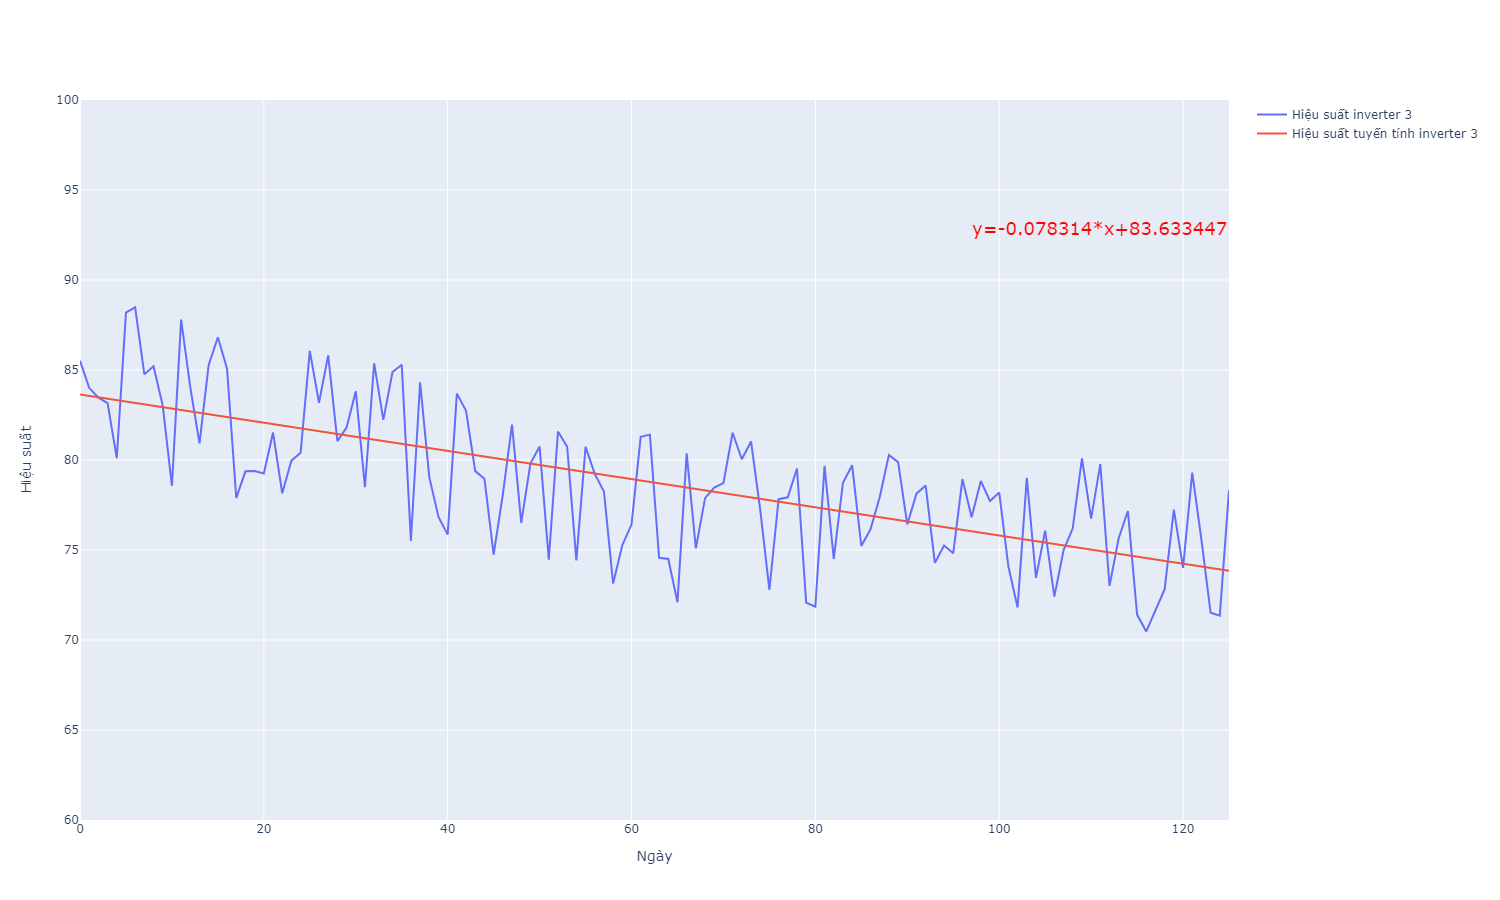 Hiệu suất inverter 3
Hiệu suất tuyến tính inverter 3
y=-0.078314*x+83.633447
Hiệu suất
100
95
90
85
80
75
70
65
60
0 20 40 60 80 100 120
Ngày